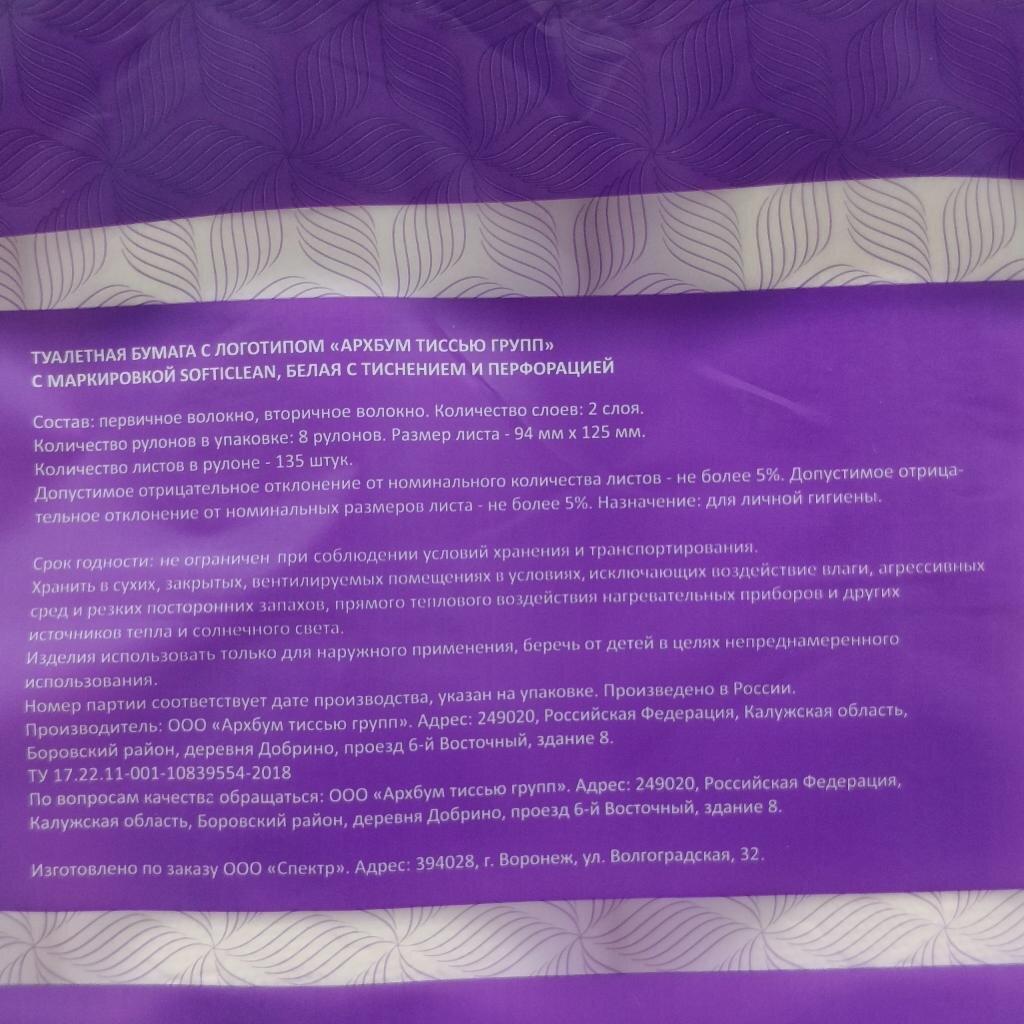 ТУАЛЕТНАЯ БУМАГА С ЛОГОТИПОМ «АРХБУМ ТИССЬЮ ГРУПП»
С МАРКИРОВКОЙ SOFTICLEAN, БЕЛАЯ С ТИСНЕНИЕМ И ПЕРФОРАЦИЕЙ
Состав: первичное волокно, вторичное волокно. Количество слоев: 2 слоя.
Количество рулонов в упаковке: 8 рулонов. Размер листа - 94 мм х 125 мм.
Количество листов в рулоне - 135 штук.
Допустимое отрицательное отклонение от номинального количества листов - не более 5%. Допустимое отрица-
тельное отклонение от номинальных размеров листа - не более 5%. Назначение: для личной гигиены.
Срок годности: не ограничен при соблюдении условий хранения и транспортирования.
Хранить в сухих, закрытых, вентилируемых помещениях в условиях, исключающих воздействие влаги, агрессивных
сред и резких посторонних запахов, прямого теплового воздействия нагревательных приборов и других
источников тепла и солнечного света.
Изделия использовать только для наружного применения, беречь от детей в целях непреднамеренного
использования.
Номер партии соответствует дате производства, указан на упаковке. Произведено в России.
Производитель: ООО «Архбум тиссью групп». Адрес: 249020, Российская Федерация, Калужская область,
Боровский район, деревня Добрино, проезд 6-й Восточный, здание 8.
ТУ 17.22.11-001-10839554-2018
По вопросам качества обращаться: ООО «Архбум тиссью групп». Адрес: 249020, Российская Федерация,
Калужская область, Боровский район, деревня Добрино, проезд 6-й Восточный, здание 8.
Изготовлено по заказу ООО «Спектр». Адрес: 394028, г. Воронеж, ул. Волгоградская, 32.